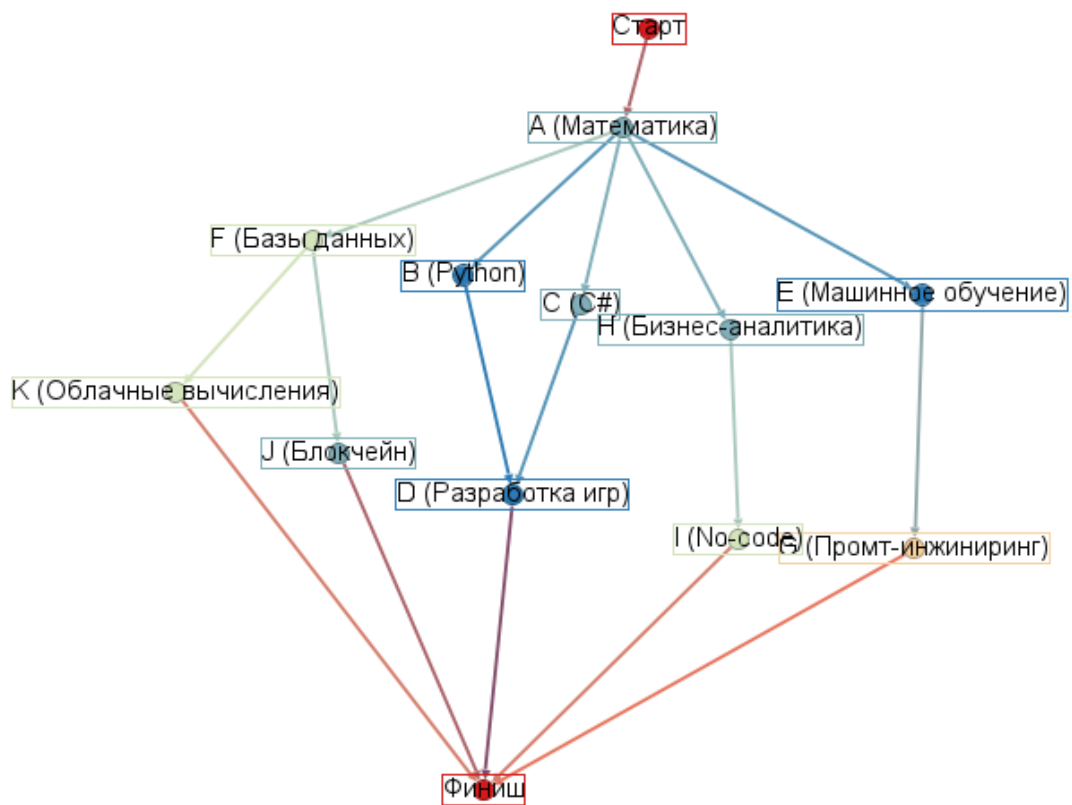 Старт
A (Математика)
F (Базы данных)
B (Python)
C (C#)
E (Машинное обучение)
H (Бизнес-аналитика)
K (Облачные вычисления)
J (Блокчейн)
D (Разработка игр)
I (No-code)
G (Промт-инжиниринг)
Финиш